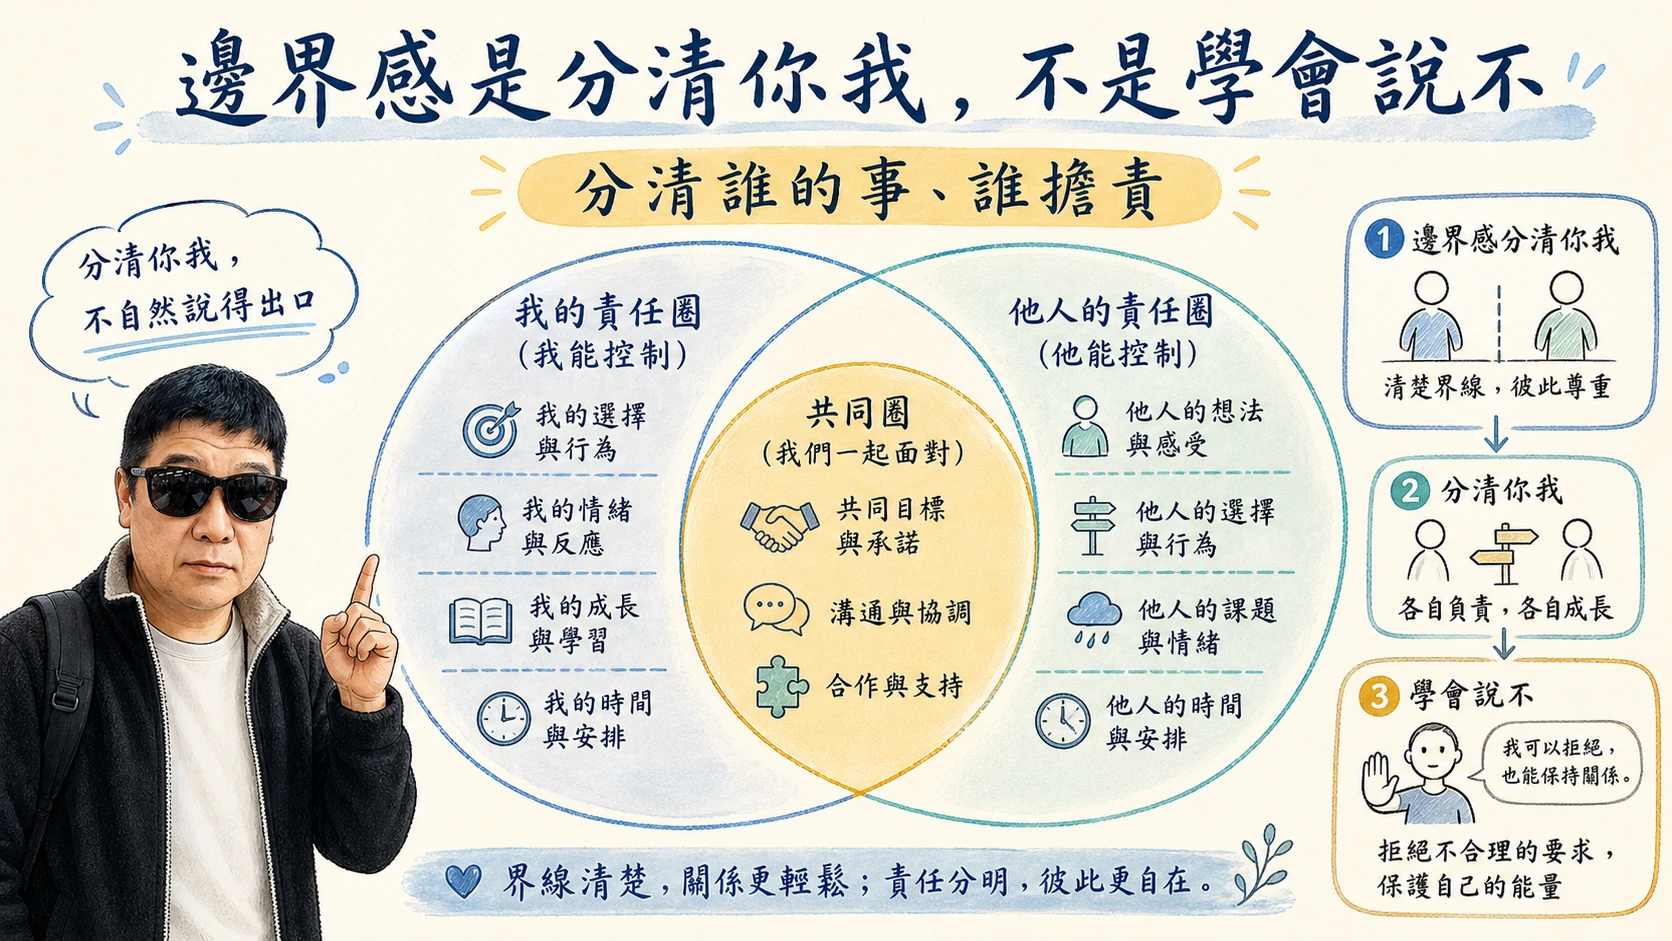 邊界感是分清你我，不是學會說不
分清誰的事、誰擔責
分清你我，
不自然說得出口
我的責任圈
（我能控制）
我的選擇
與行為
我的情緒
與反應
我的成長
與學習
我的時間
與安排
共同圈
（我們一起面對）
共同目標
與承諾
溝通與協調
合作與支持
他人的責任圈
（他能控制）
他人的想法
與感受
他人的選擇
與行為
他人的課題
與情緒
他人的時間
與安排
1 邊界感分清你我
清楚界線，彼此尊重
2 分清你我
各自負責，各自成長
3 學會說不
我可以拒絕，
也能保持關係。
拒絕不合理的要求，
保護自己的能量
界線清楚，關係更輕鬆；責任分明，彼此更自在。